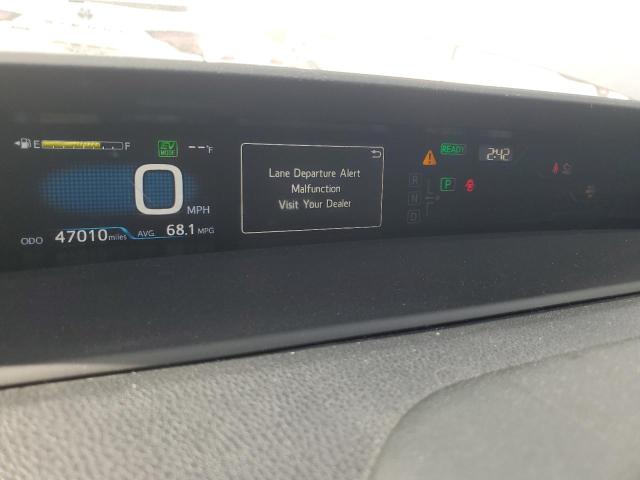 E F
EV MODE
--°F
0 MPH
ODO 47010 miles AVG. 68.1 MPG
Lane Departure Alert
Malfunction
Visit Your Dealer
READY
2:42
R
N
D
P